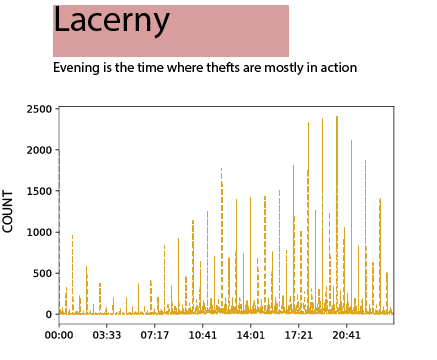 Lacerny
Evening is the time where thefts are mostly in action
COUNT
2500
2000
1500
1000
500
0
00:00 03:33 07:17 10:41 14:01 17:21 20:41